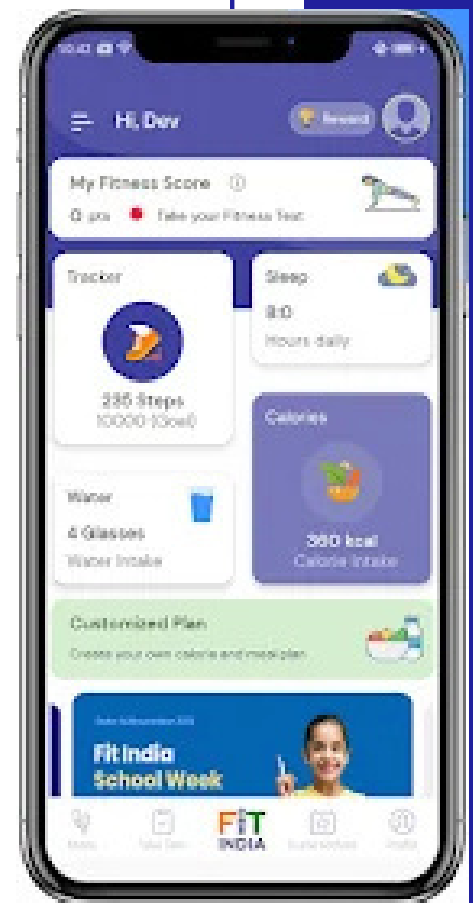 Hi, Dev
Reward
My Fitness Score
0 pts Take your Fitness Test
Tracker
235 Steps
10000 (Goal)
Sleep
8:0
Hours daily
Calories
360 kcal
Calorie Intake
Water
4 Glasses
Water Intake
Customized Plan
Create your own calorie and meal plan
Fit India
School Week
FiT
INDIA